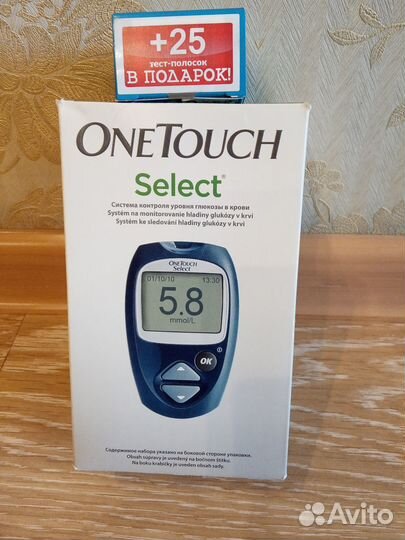 +25
тест-полосок
В ПОДАРОК!
ONETOUCH
Select®
Система контроля уровня глюкозы в крови
Systém na monitorovanie hladiny glukózy v krvi
Systém ke sledování hladiny glukózy v krvi
ONETOUCH
Select
01/10/10 13:30
5.8
mmol/L
OK
Содержимое набора указано на боковой стороне упаковки.
Obsah súpravy je uvedený na bočnom štítku.
Na boku krabičky je uveden obsah sady.
Avito